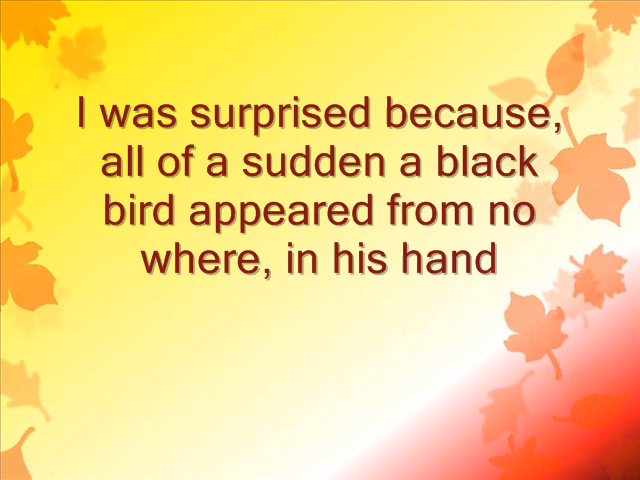 I was surprised because,
all of a sudden a black
bird appeared from no
where, in his hand